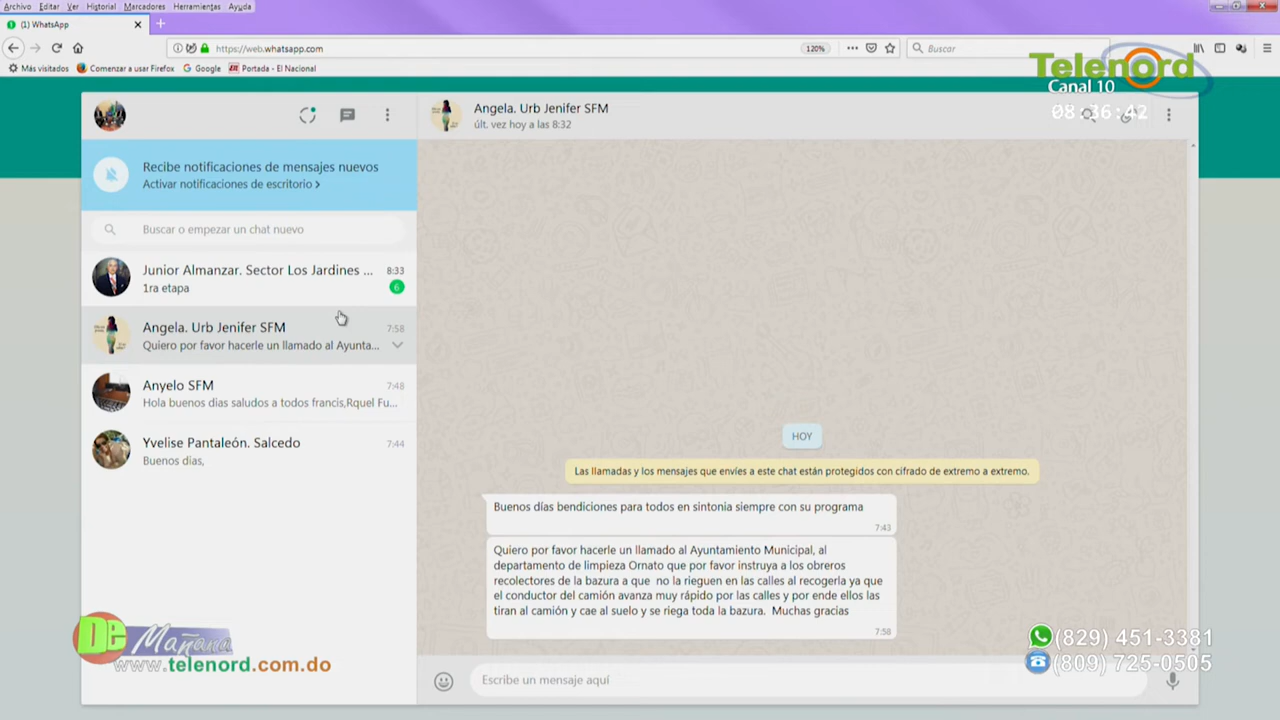 Archivo Editar Ver Historial Marcadores Herramientas Ayuda
(1) WhatsApp
https://web.whatsapp.com
120%
Buscar
Más visitados Comenzar a usar Firefox Google Portada - El Nacional
Telenord
Canal 10
08:36:42
Angela. Urb Jenifer SFM
últ. vez hoy a las 8:32
Recibe notificaciones de mensajes nuevos
Activar notificaciones de escritorio >
Buscar o empezar un chat nuevo
Junior Almanzar. Sector Los Jardines ... 8:33
1ra etapa 6
Angela. Urb Jenifer SFM 7:58
Quiero por favor hacerle un llamado al Ayunta...
Anyelo SFM 7:48
Hola buenos dias saludos a todos francis,Rquel Fu...
Yvelise Pantaleón. Salcedo 7:44
Buenos dias,
HOY
Las llamadas y los mensajes que envíes a este chat están protegidos con cifrado de extremo a extremo.
Buenos días bendiciones para todos en sintonia siempre con su programa
7:43
Quiero por favor hacerle un llamado al Ayuntamiento Municipal, al
departamento de limpieza Ornato que por favor instruya a los obreros
recolectores de la bazura a que no la rieguen en las calles al recogerla ya que
el conductor del camión avanza muy rápido por las calles y por ende ellos las
tiran al camión y cae al suelo y se riega toda la bazura. Muchas gracias
7:58
Escribe un mensaje aquí
De Mañana
www.telenord.com.do
(829) 451-3381
(809) 725-0505